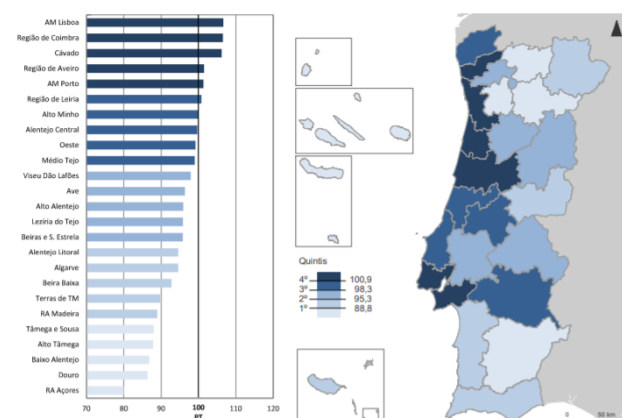 AM Lisboa
Região de Coimbra
Cávado
Região de Aveiro
AM Porto
Região de Leiria
Alto Minho
Alentejo Central
Oeste
Médio Tejo
Viseu Dão Lafões
Ave
Alto Alentejo
Lezíria do Tejo
Beiras e S. Estrela
Alentejo Litoral
Algarve
Beira Baixa
Terras de TM
RA Madeira
Tâmega e Sousa
Alto Tâmega
Baixo Alentejo
Douro
RA Açores
70 80 90 100 110 120
PT
Quintis
4º 100,9
3º 98,3
2º 95,3
1º 88,8
0 50 km